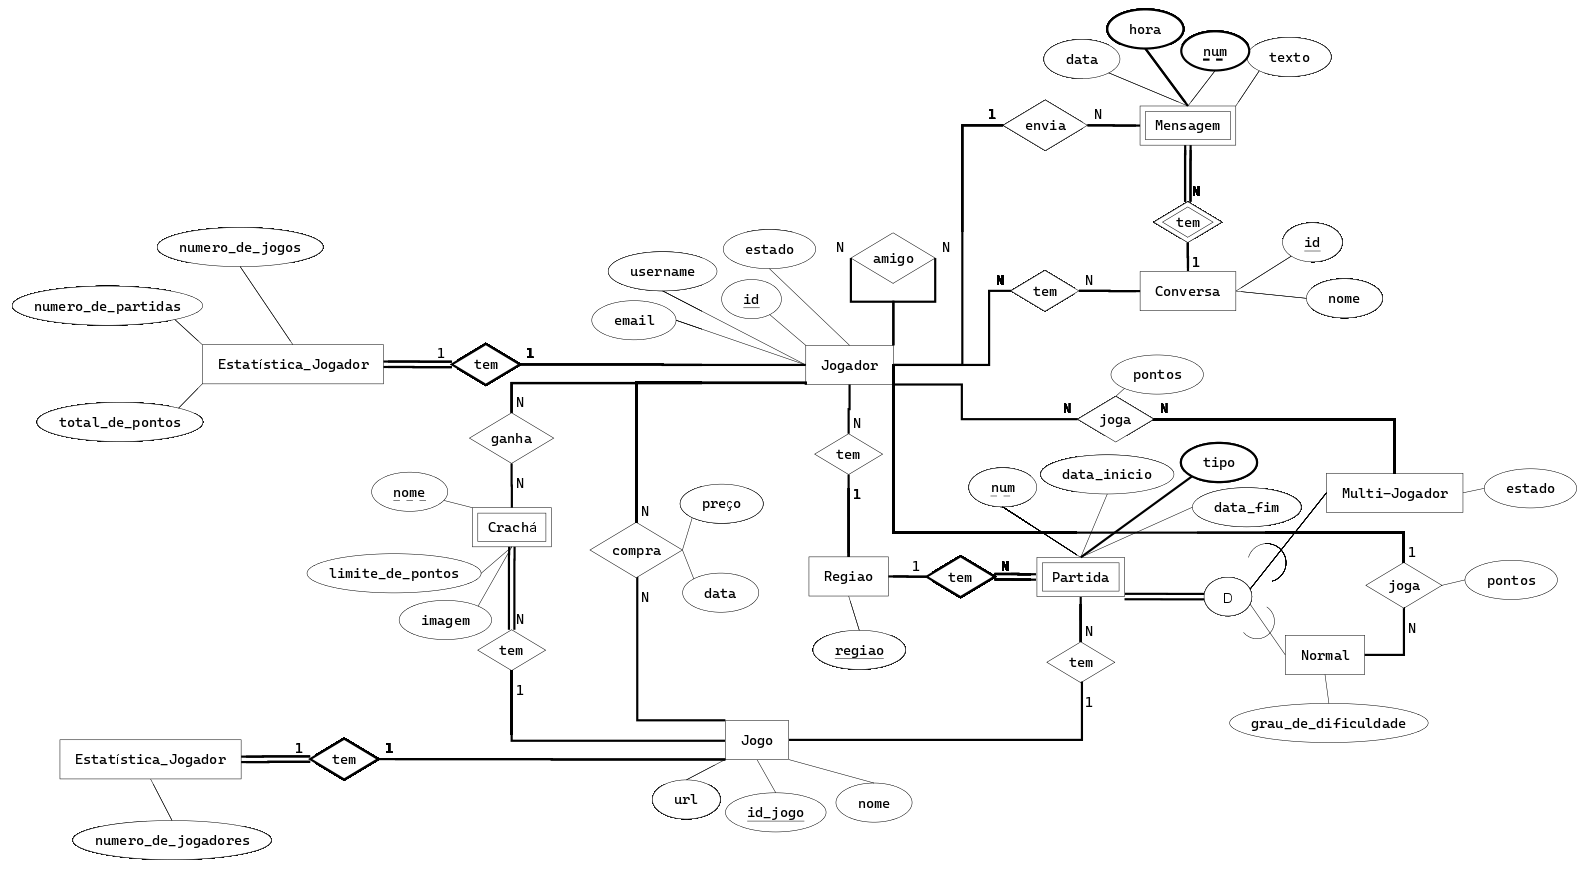 hora
num
data
texto
1
envia
N
Mensagem
N
numero_de_jogos
estado
N
amigo
N
tem
id
username
1
id
N
tem
N
Conversa
nome
numero_de_partidas
email
1
1
Estatística_Jogador
tem
Jogador
pontos
N
N
N
joga
total_de_pontos
N
ganha
tem
tipo
data_inicio
N
nome
num
1
Multi-Jogador
estado
preço
data_fim
N
Crachá
compra
1
1
N
limite_de_pontos
Regiao
tem
Partida
joga
pontos
data
N
D
imagem
N
N
N
tem
regiao
tem
Normal
1
1
grau_de_dificuldade
Jogo
1
1
Estatística_Jogador
tem
url
nome
id_jogo
numero_de_jogadores